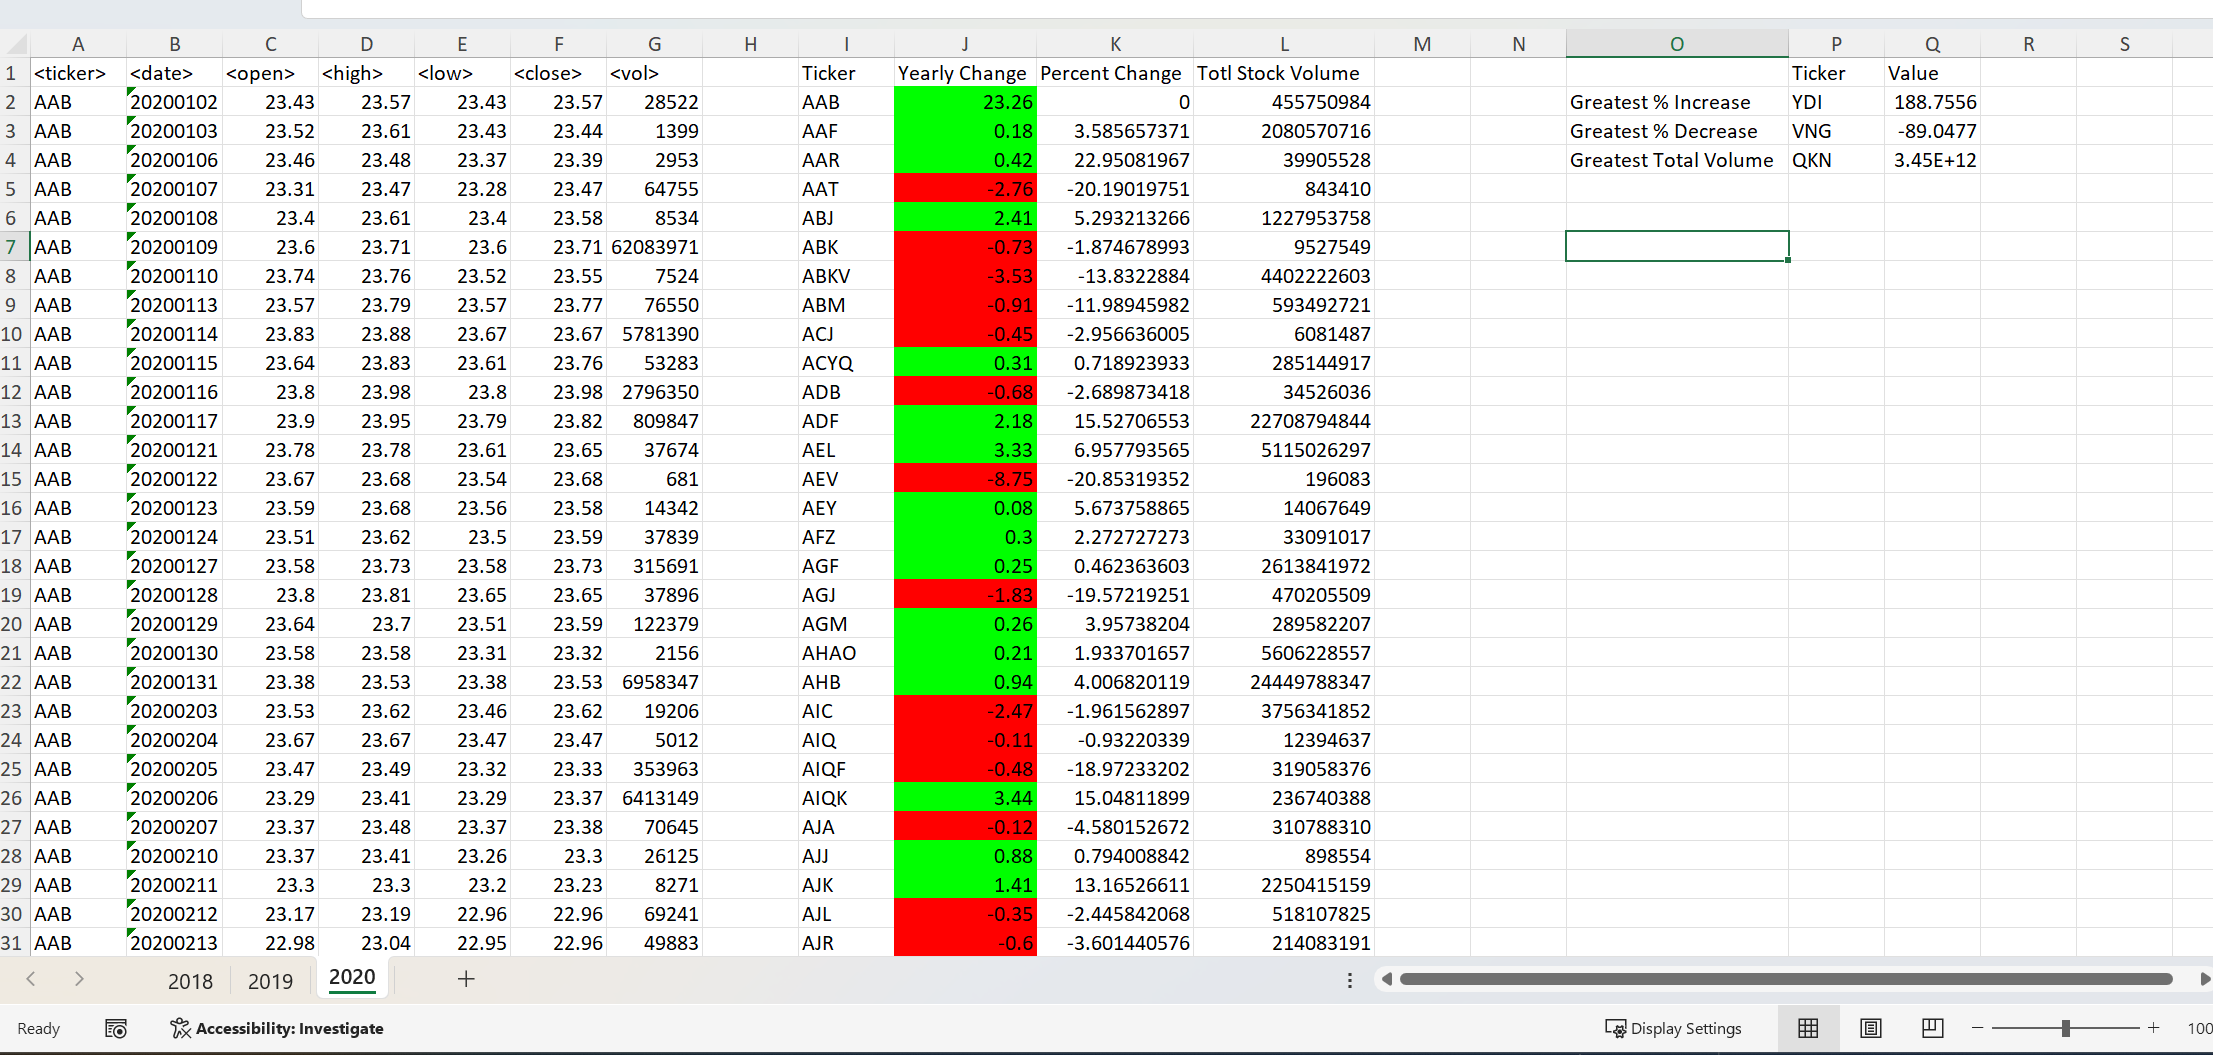 A B C D E F G H I J K L M N O P Q R S
1 <ticker> <date> <open> <high> <low> <close> <vol> Ticker Yearly Change Percent Change Totl Stock Volume Ticker Value
2 AAB 20200102 23.43 23.57 23.43 23.57 28522 AAB 23.26 0 455750984 Greatest % Increase YDI 188.7556
3 AAB 20200103 23.52 23.61 23.43 23.44 1399 AAF 0.18 3.585657371 2080570716 Greatest % Decrease VNG -89.0477
4 AAB 20200106 23.46 23.48 23.37 23.39 2953 AAR 0.42 22.95081967 39905528 Greatest Total Volume QKN 3.45E+12
5 AAB 20200107 23.31 23.47 23.28 23.47 64755 AAT -2.76 -20.19019751 843410
6 AAB 20200108 23.4 23.61 23.4 23.58 8534 ABJ 2.41 5.293213266 1227953758
7 AAB 20200109 23.6 23.71 23.6 23.71 62083971 ABK -0.73 -1.874678993 9527549
8 AAB 20200110 23.74 23.76 23.52 23.55 7524 ABKV -3.53 -13.8322884 4402222603
9 AAB 20200113 23.57 23.79 23.57 23.77 76550 ABM -0.91 -11.98945982 593492721
10 AAB 20200114 23.83 23.88 23.67 23.67 5781390 ACJ -0.45 -2.956636005 6081487
11 AAB 20200115 23.64 23.83 23.61 23.76 53283 ACYQ 0.31 0.718923933 285144917
12 AAB 20200116 23.8 23.98 23.8 23.98 2796350 ADB -0.68 -2.689873418 34526036
13 AAB 20200117 23.9 23.95 23.79 23.82 809847 ADF 2.18 15.52706553 22708794844
14 AAB 20200121 23.78 23.78 23.61 23.65 37674 AEL 3.33 6.957793565 5115026297
15 AAB 20200122 23.67 23.68 23.54 23.68 681 AEV -8.75 -20.85319352 196083
16 AAB 20200123 23.59 23.68 23.56 23.58 14342 AEY 0.08 5.673758865 14067649
17 AAB 20200124 23.51 23.62 23.5 23.59 37839 AFZ 0.3 2.272727273 33091017
18 AAB 20200127 23.58 23.73 23.58 23.73 315691 AGF 0.25 0.462363603 2613841972
19 AAB 20200128 23.8 23.81 23.65 23.65 37896 AGJ -1.83 -19.57219251 470205509
20 AAB 20200129 23.64 23.7 23.51 23.59 122379 AGM 0.26 3.95738204 289582207
21 AAB 20200130 23.58 23.58 23.31 23.32 2156 AHAO 0.21 1.933701657 5606228557
22 AAB 20200131 23.38 23.53 23.38 23.53 6958347 AHB 0.94 4.006820119 24449788347
23 AAB 20200203 23.53 23.62 23.46 23.62 19206 AIC -2.47 -1.961562897 3756341852
24 AAB 20200204 23.67 23.67 23.47 23.47 5012 AIQ -0.11 -0.93220339 12394637
25 AAB 20200205 23.47 23.49 23.32 23.33 353963 AIQF -0.48 -18.97233202 319058376
26 AAB 20200206 23.29 23.41 23.29 23.37 6413149 AIQK 3.44 15.04811899 236740388
27 AAB 20200207 23.37 23.48 23.37 23.38 70645 AJA -0.12 -4.580152672 310788310
28 AAB 20200210 23.37 23.41 23.26 23.3 26125 AJJ 0.88 0.794008842 898554
29 AAB 20200211 23.3 23.3 23.2 23.23 8271 AJK 1.41 13.16526611 2250415159
30 AAB 20200212 23.17 23.19 22.96 22.96 69241 AJL -0.35 -2.445842068 518107825
31 AAB 20200213 22.98 23.04 22.95 22.96 49883 AJR -0.6 -3.601440576 214083191
2018 2019 2020
Ready Accessibility: Investigate Display Settings 100